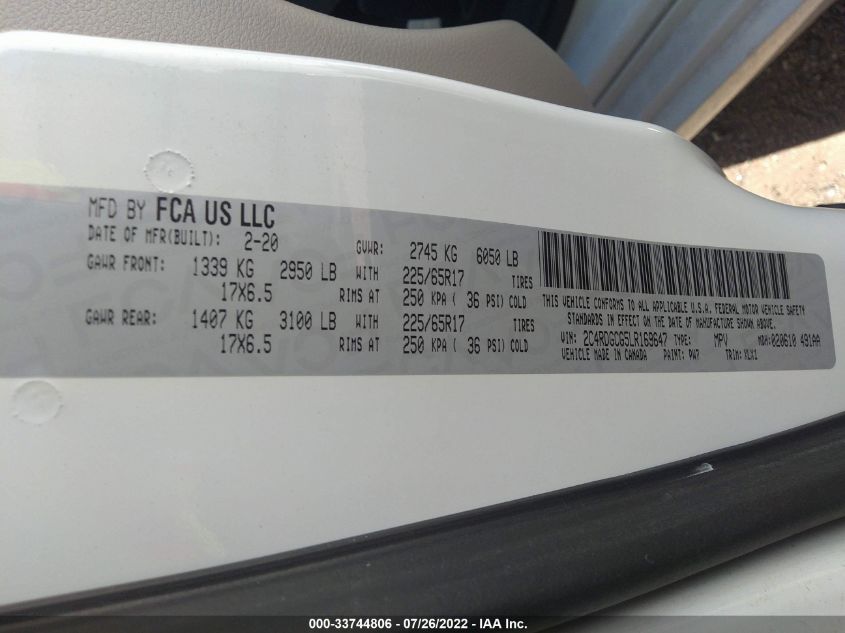 MFD BY FCA US LLC
DATE OF MFR(BUILT): 2-20 GVWR: 2745 KG 6050 LB
GAWR FRONT: 1339 KG 2950 LB WITH 225/65R17 TIRES
17X6.5 RIMS AT 250 KPA ( 36 PSI) COLD
GAWR REAR: 1407 KG 3100 LB WITH 225/65R17 TIRES
17X6.5 RIMS AT 250 KPA ( 36 PSI) COLD
THIS VEHICLE CONFORMS TO ALL APPLICABLE U.S.A. FEDERAL MOTOR VEHICLE SAFETY
STANDARDS IN EFFECT ON THE DATE OF MANUFACTURE SHOWN ABOVE.
VIN: 2C4RDGCG5LR169647 TYPE: MPV MDH:020610 491AA
VEHICLE MADE IN CANADA PAINT: PW7 TRIM:
000-33744806 - 07/26/2022 - IAA Inc.